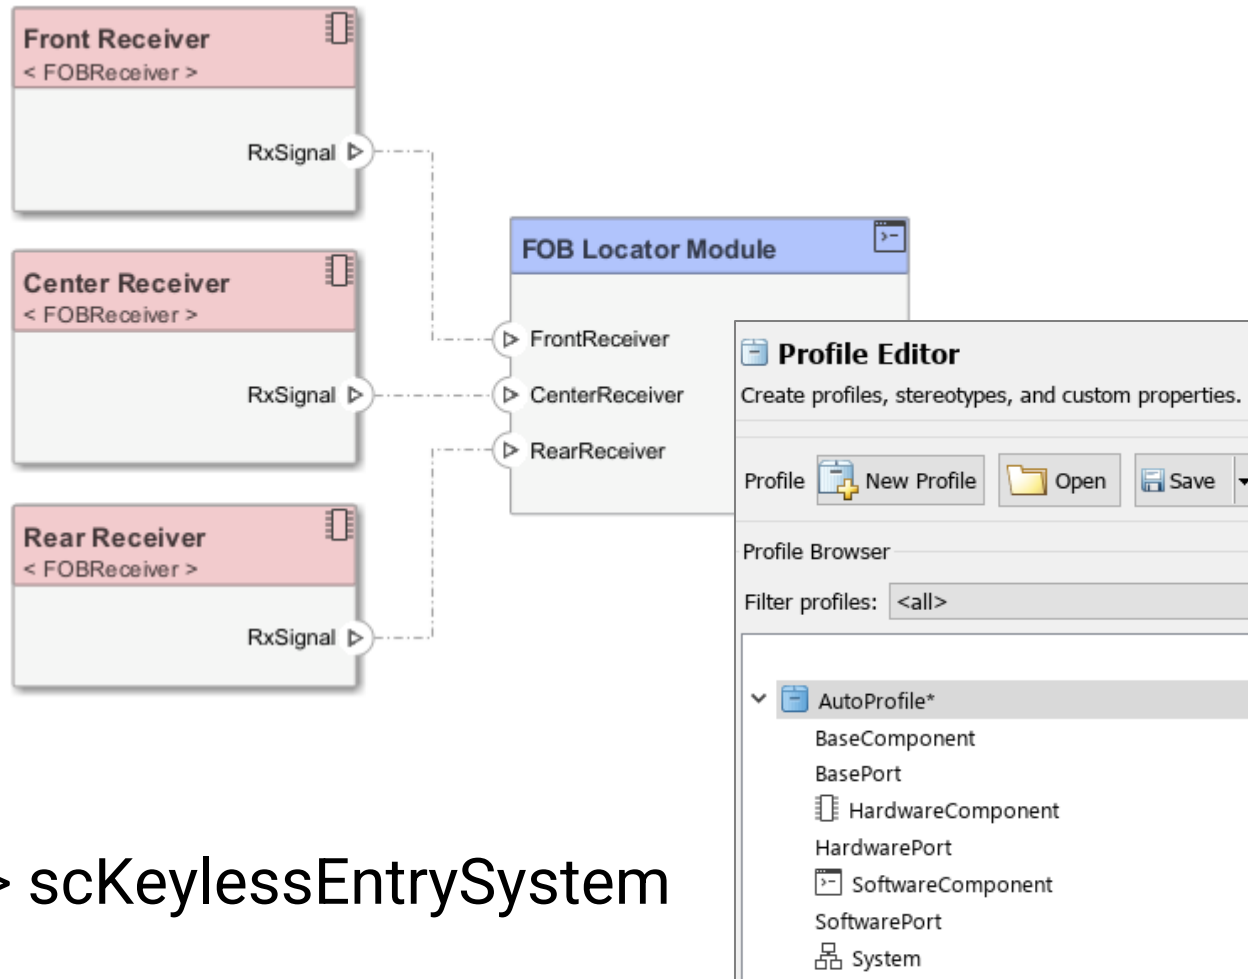 Front Receiver
< FOBReceiver >
RxSignal
Center Receiver
< FOBReceiver >
RxSignal
Rear Receiver
< FOBReceiver >
RxSignal
FOB Locator Module
FrontReceiver
CenterReceiver
RearReceiver
Profile Editor
Create profiles, stereotypes, and custom properties.
Profile New Profile Open Save
Profile Browser
Filter profiles: <all>
AutoProfile*
BaseComponent
BasePort
HardwareComponent
HardwarePort
SoftwareComponent
SoftwarePort
System
> scKeylessEntrySystem